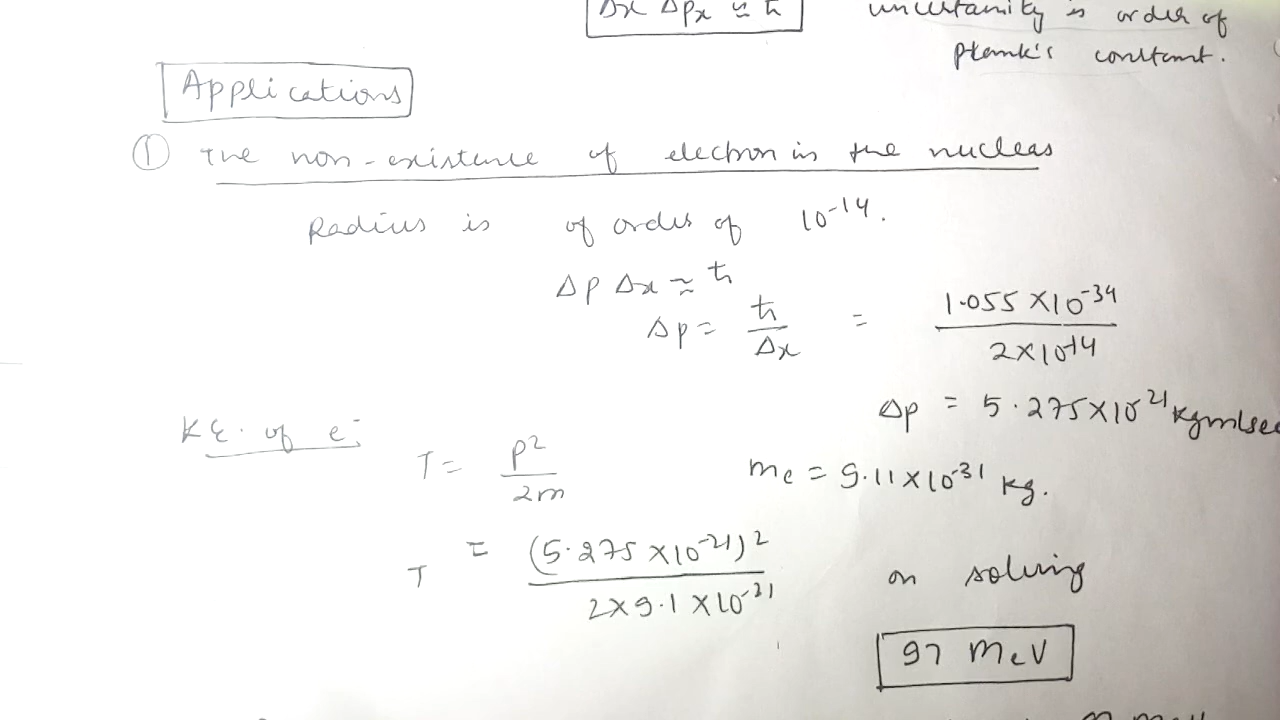 Δx Δpx ≈ ħ uncertainity is order of
plank's constant.
Applications
① The non-existence of electron in the nucleas
Radius is of order of 10⁻¹⁴.
Δp Δx ≈ ħ
Δp = ħ/Δx = 1.055 ×10⁻³⁴ / 2×10⁻¹⁴
Δp = 5.275×10⁻²¹ kgm/sec
K.E. of e⁻:
T = p²/2m me = 9.11×10⁻³¹ kg.
T = (5.275 ×10⁻²¹)² / 2×9.1 ×10⁻³¹ on solving
97 MeV